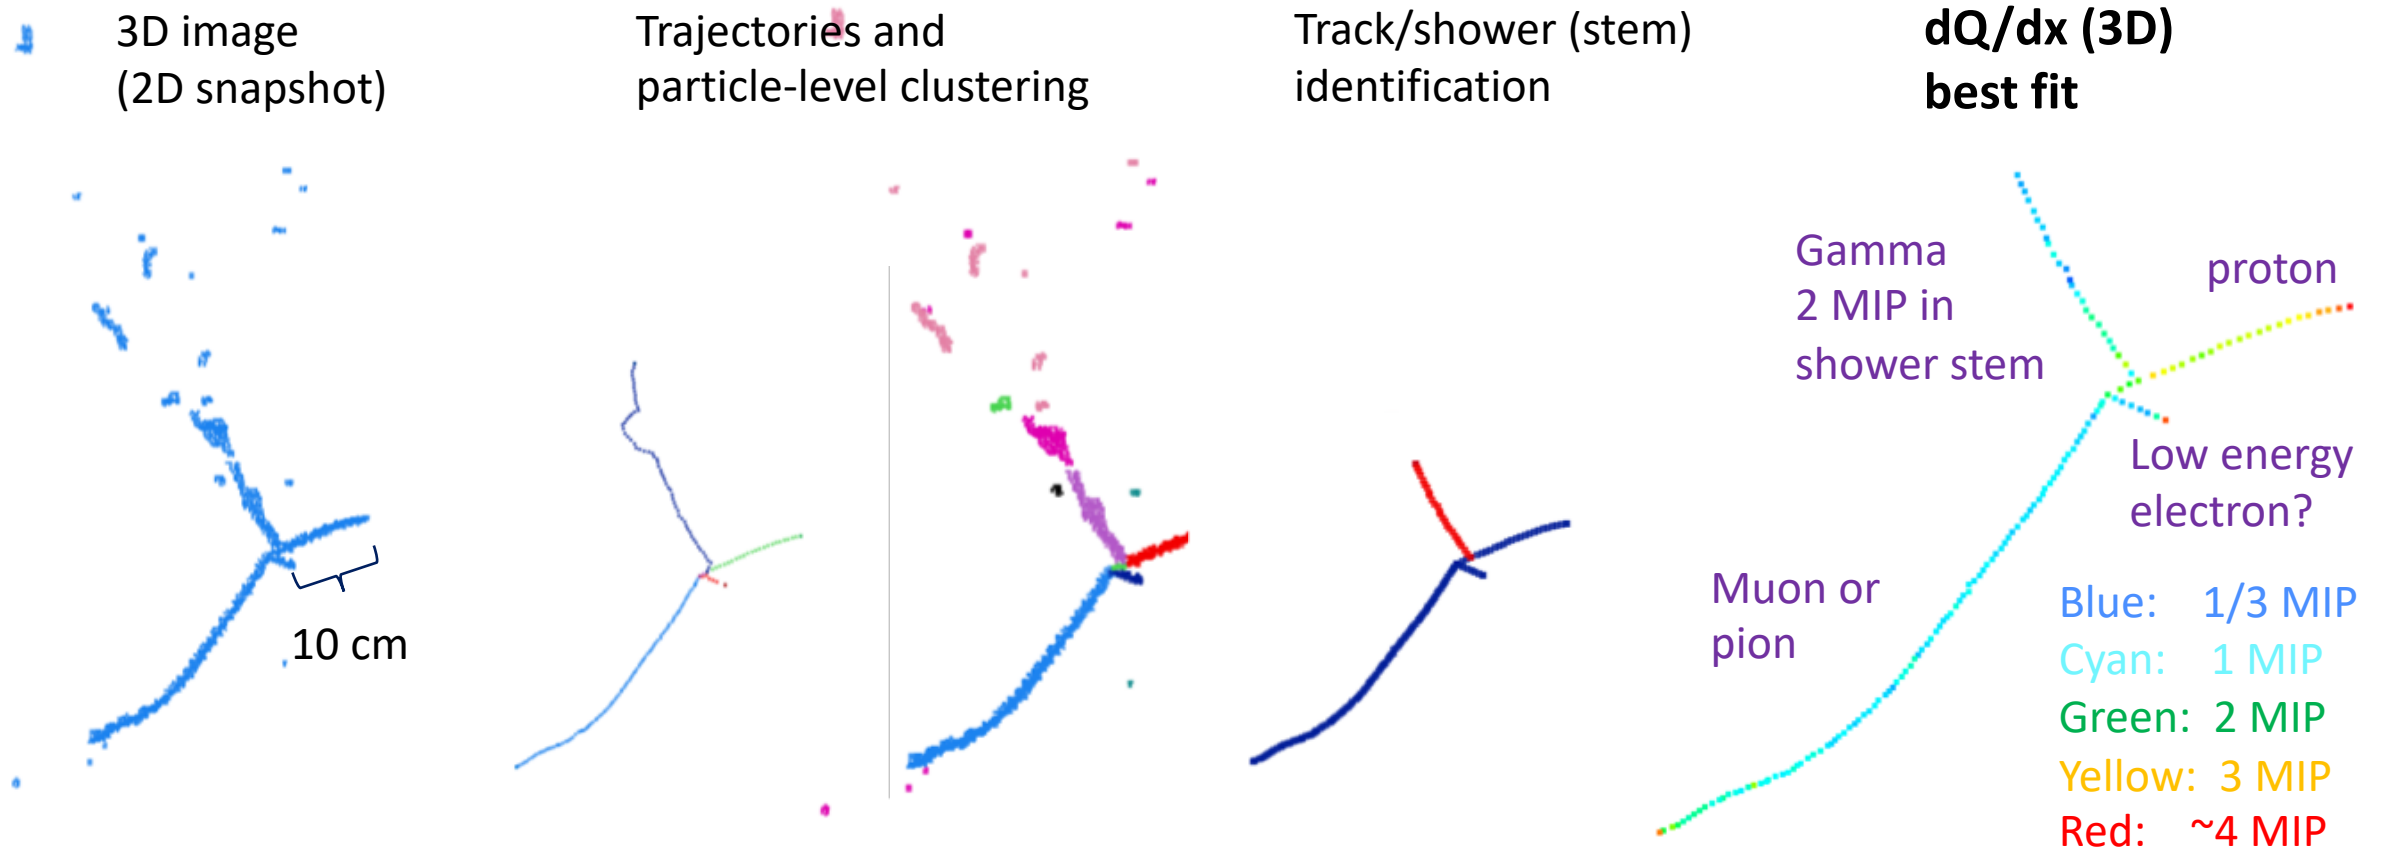 3D image
(2D snapshot)
Trajectories and
particle-level clustering
Track/shower (stem)
identification
dQ/dx (3D)
best fit
10 cm
Gamma
2 MIP in
shower stem
proton
Low energy
electron?
Muon or
pion
Blue: 1/3 MIP
Cyan: 1 MIP
Green: 2 MIP
Yellow: 3 MIP
Red: ~4 MIP